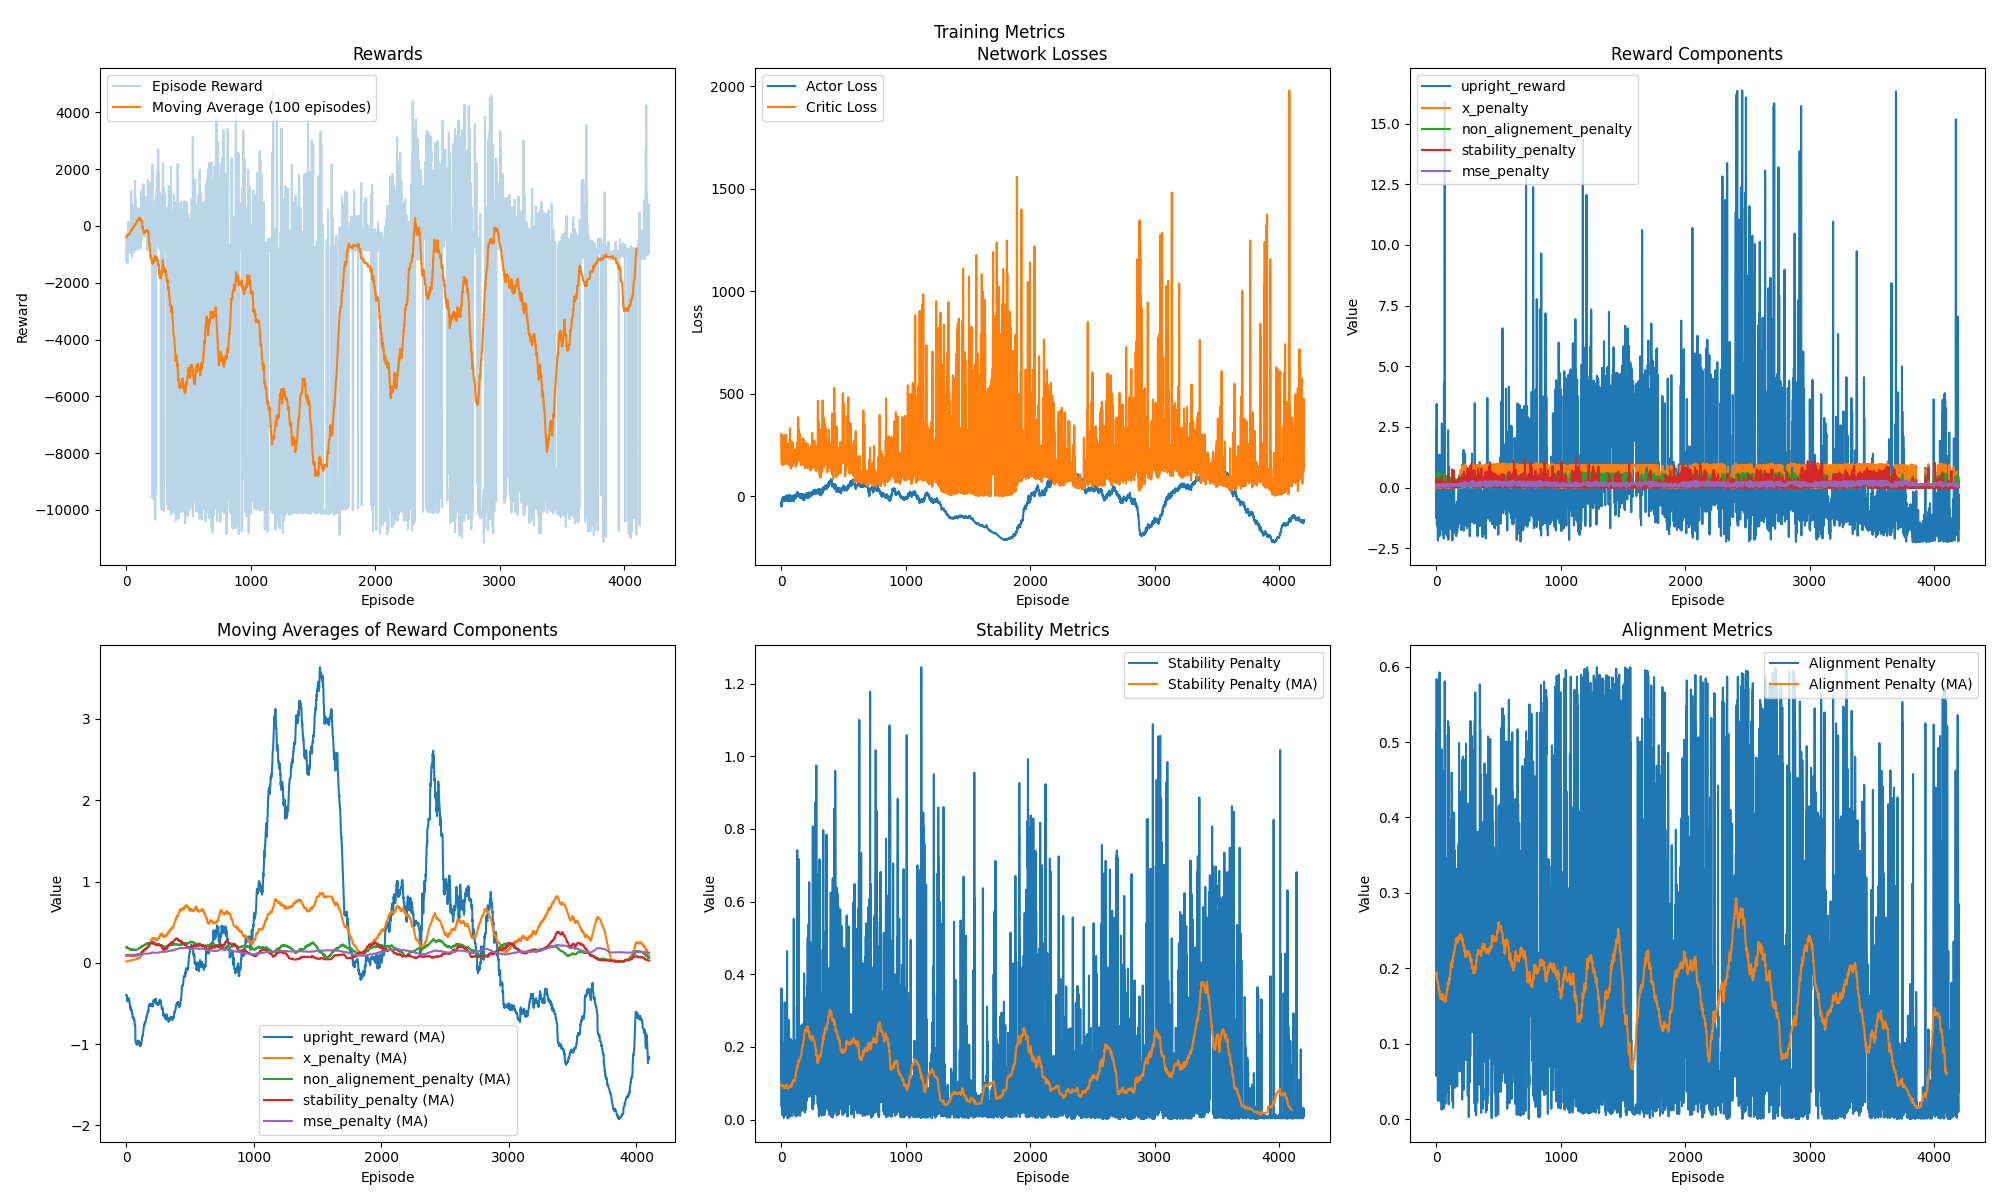 Training Metrics
Rewards
Episode Reward
Moving Average (100 episodes)
4000
2000
0
−2000
−4000
−6000
−8000
−10000
Reward
0 1000 2000 3000 4000
Episode
Network Losses
Actor Loss
Critic Loss
2000
1500
1000
500
0
Loss
0 1000 2000 3000 4000
Episode
Reward Components
upright_reward
x_penalty
non_alignement_penalty
stability_penalty
mse_penalty
15.0
12.5
10.0
7.5
5.0
2.5
0.0
−2.5
Value
0 1000 2000 3000 4000
Episode
Moving Averages of Reward Components
3
2
1
0
−1
−2
Value
upright_reward (MA)
x_penalty (MA)
non_alignement_penalty (MA)
stability_penalty (MA)
mse_penalty (MA)
0 1000 2000 3000 4000
Episode
Stability Metrics
Stability Penalty
Stability Penalty (MA)
1.2
1.0
0.8
0.6
0.4
0.2
0.0
Value
0 1000 2000 3000 4000
Episode
Alignment Metrics
Alignment Penalty
Alignment Penalty (MA)
0.6
0.5
0.4
0.3
0.2
0.1
0.0
Value
0 1000 2000 3000 4000
Episode